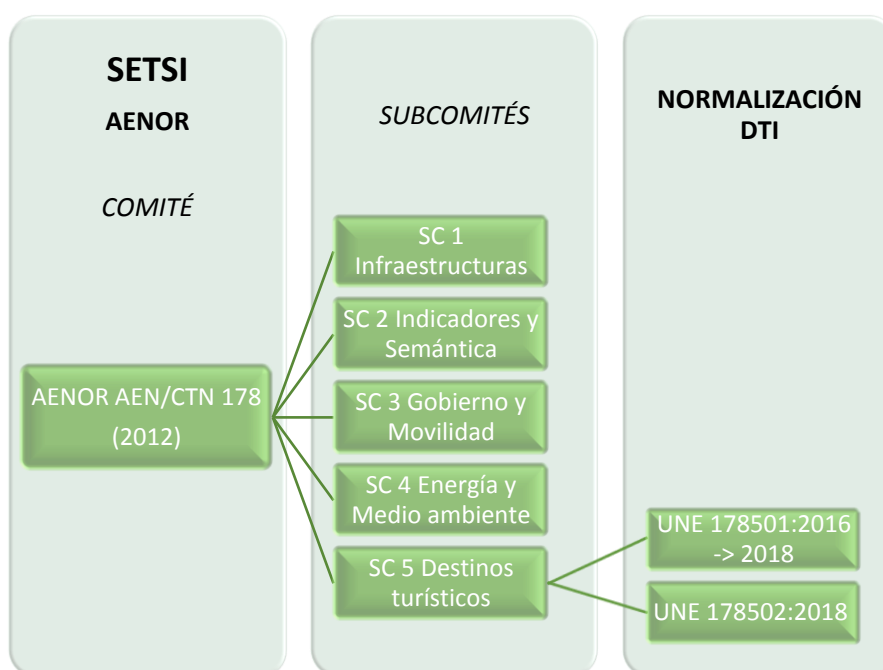 SETSI
AENOR
COMITÉ
AENOR AEN/CTN 178
(2012)
SUBCOMITÉS
SC 1
Infraestructuras
SC 2 Indicadores y
Semántica
SC 3 Gobierno y
Movilidad
SC 4 Energía y
Medio ambiente
SC 5 Destinos
turísticos
NORMALIZACIÓN
DTI
UNE 178501:2016
-> 2018
UNE 178502:2018